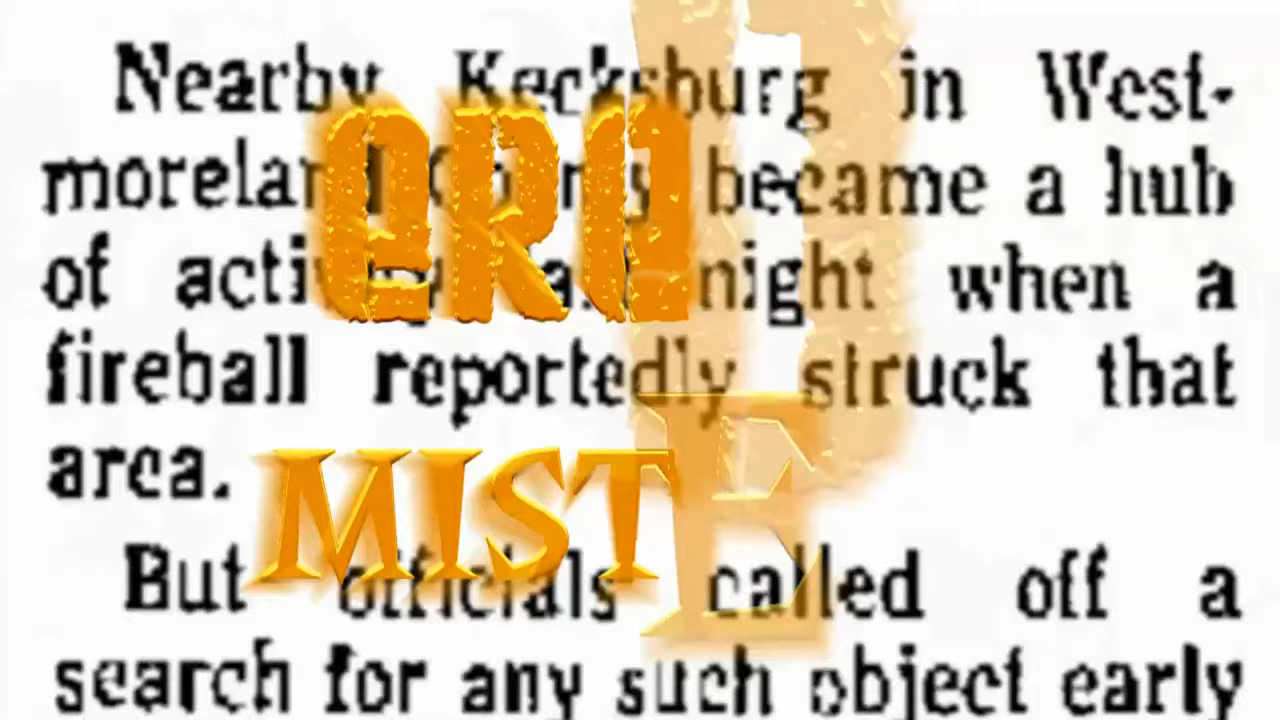 Nearby Kecksburg in West-
moreland County became a hub
of activity last night when a
fireball reportedly struck that
area.
MISTE
But officials called off a
search for any such object early